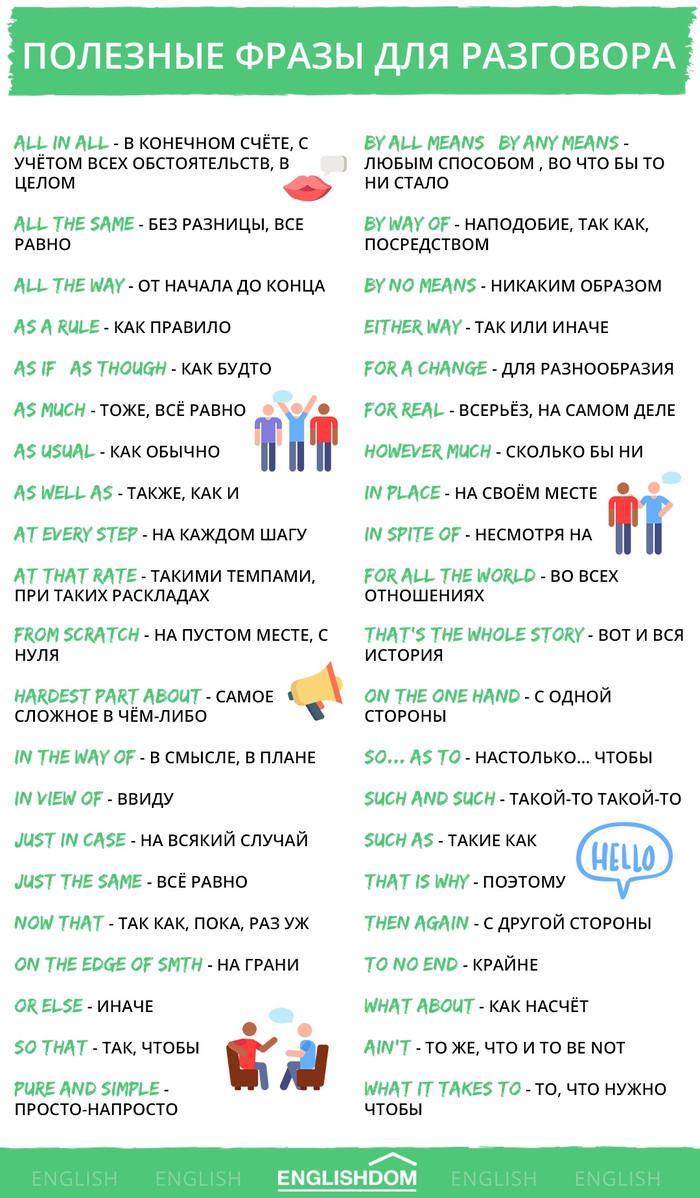 ПОЛЕЗНЫЕ ФРАЗЫ ДЛЯ РАЗГОВОРА
ALL IN ALL - В КОНЕЧНОМ СЧЁТЕ, С
УЧЁТОМ ВСЕХ ОБСТОЯТЕЛЬСТВ, В
ЦЕЛОМ
ALL THE SAME - БЕЗ РАЗНИЦЫ, ВСЕ
РАВНО
ALL THE WAY - ОТ НАЧАЛА ДО КОНЦА
AS A RULE - КАК ПРАВИЛО
AS IF AS THOUGH - КАК БУДТО
AS MUCH - ТОЖЕ, ВСЁ РАВНО
AS USUAL - КАК ОБЫЧНО
AS WELL AS - ТАКЖЕ, КАК И
AT EVERY STEP - НА КАЖДОМ ШАГУ
AT THAT RATE - ТАКИМИ ТЕМПАМИ,
ПРИ ТАКИХ РАСКЛАДАХ
FROM SCRATCH - НА ПУСТОМ МЕСТЕ, С
НУЛЯ
HARDEST PART ABOUT - САМОЕ
СЛОЖНОЕ В ЧЁМ-ЛИБО
IN THE WAY OF - В СМЫСЛЕ, В ПЛАНЕ
IN VIEW OF - ВВИДУ
JUST IN CASE - НА ВСЯКИЙ СЛУЧАЙ
JUST THE SAME - ВСЁ РАВНО
NOW THAT - ТАК КАК, ПОКА, РАЗ УЖ
ON THE EDGE OF SMTH - НА ГРАНИ
OR ELSE - ИНАЧЕ
SO THAT - ТАК, ЧТОБЫ
PURE AND SIMPLE -
ПРОСТО-НАПРОСТО
BY ALL MEANS BY ANY MEANS -
ЛЮБЫМ СПОСОБОМ , ВО ЧТО БЫ ТО
НИ СТАЛО
BY WAY OF - НАПОДОБИЕ, ТАК КАК,
ПОСРЕДСТВОМ
BY NO MEANS - НИКАКИМ ОБРАЗОМ
EITHER WAY - ТАК ИЛИ ИНАЧЕ
FOR A CHANGE - ДЛЯ РАЗНООБРАЗИЯ
FOR REAL - ВСЕРЬЁЗ, НА САМОМ ДЕЛЕ
HOWEVER MUCH - СКОЛЬКО БЫ НИ
IN PLACE - НА СВОЁМ МЕСТЕ
IN SPITE OF - НЕСМОТРЯ НА
FOR ALL THE WORLD - ВО ВСЕХ
ОТНОШЕНИЯХ
THAT'S THE WHOLE STORY - ВОТ И ВСЯ
ИСТОРИЯ
ON THE ONE HAND - С ОДНОЙ
СТОРОНЫ
SO... AS TO - НАСТОЛЬКО... ЧТОБЫ
SUCH AND SUCH - ТАКОЙ-ТО ТАКОЙ-ТО
SUCH AS - ТАКИЕ КАК
HELLO
THAT IS WHY - ПОЭТОМУ
THEN AGAIN - С ДРУГОЙ СТОРОНЫ
TO NO END - КРАЙНЕ
WHAT ABOUT - КАК НАСЧЁТ
AIN'T - ТО ЖЕ, ЧТО И TO BE NOT
WHAT IT TAKES TO - ТО, ЧТО НУЖНО
ЧТОБЫ
ENGLISH ENGLISH ENGLISHDOM ENGLISH ENGLISH